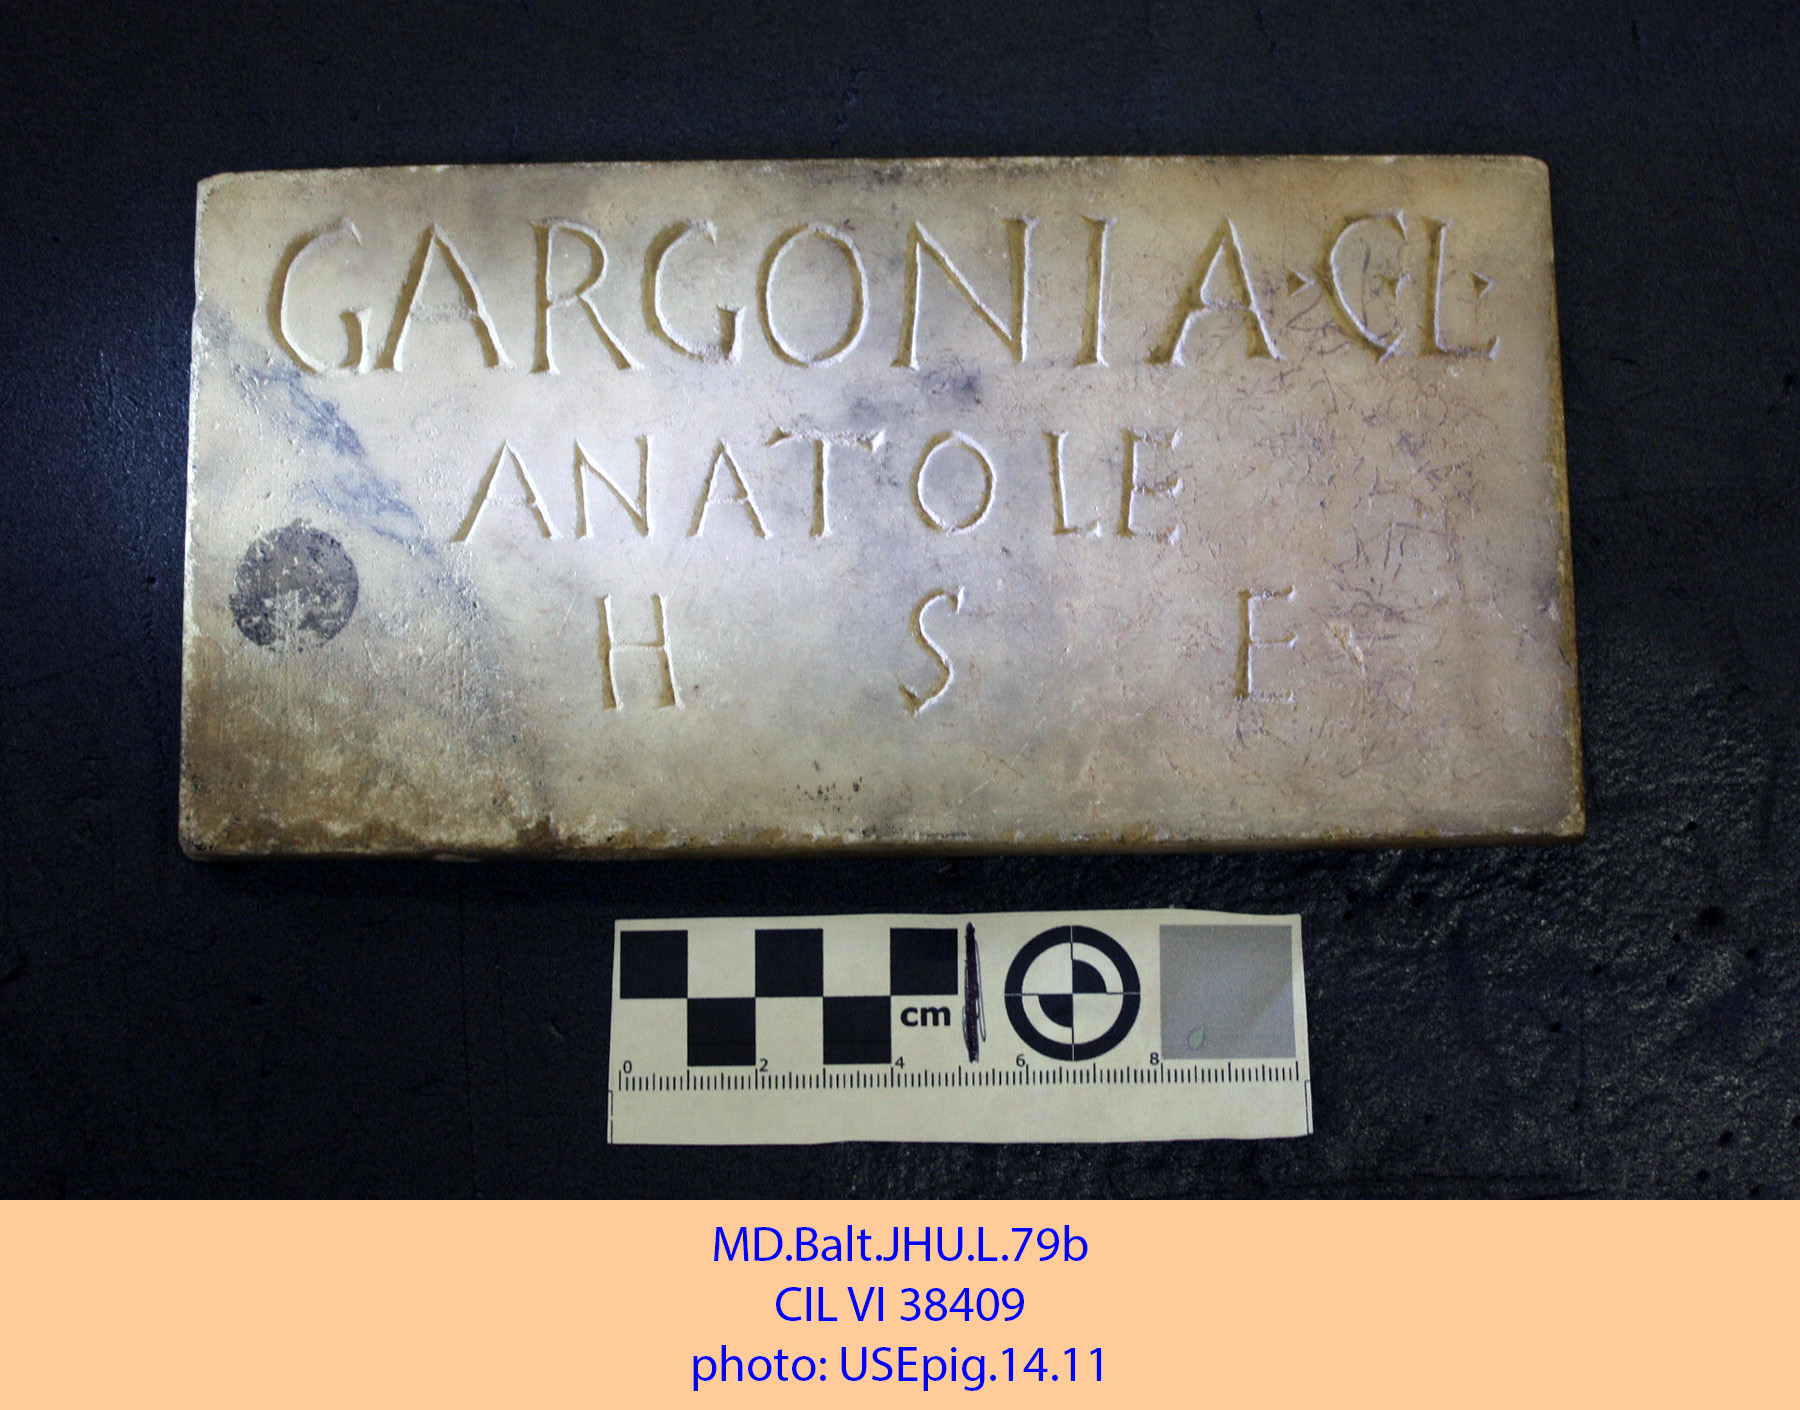 GARGONIA·C·L·
ANATOLE
H S E
cm
0 2 4 6 8
MD.Balt.JHU.L.79b
CIL VI 38409
photo: USEpig.14.11